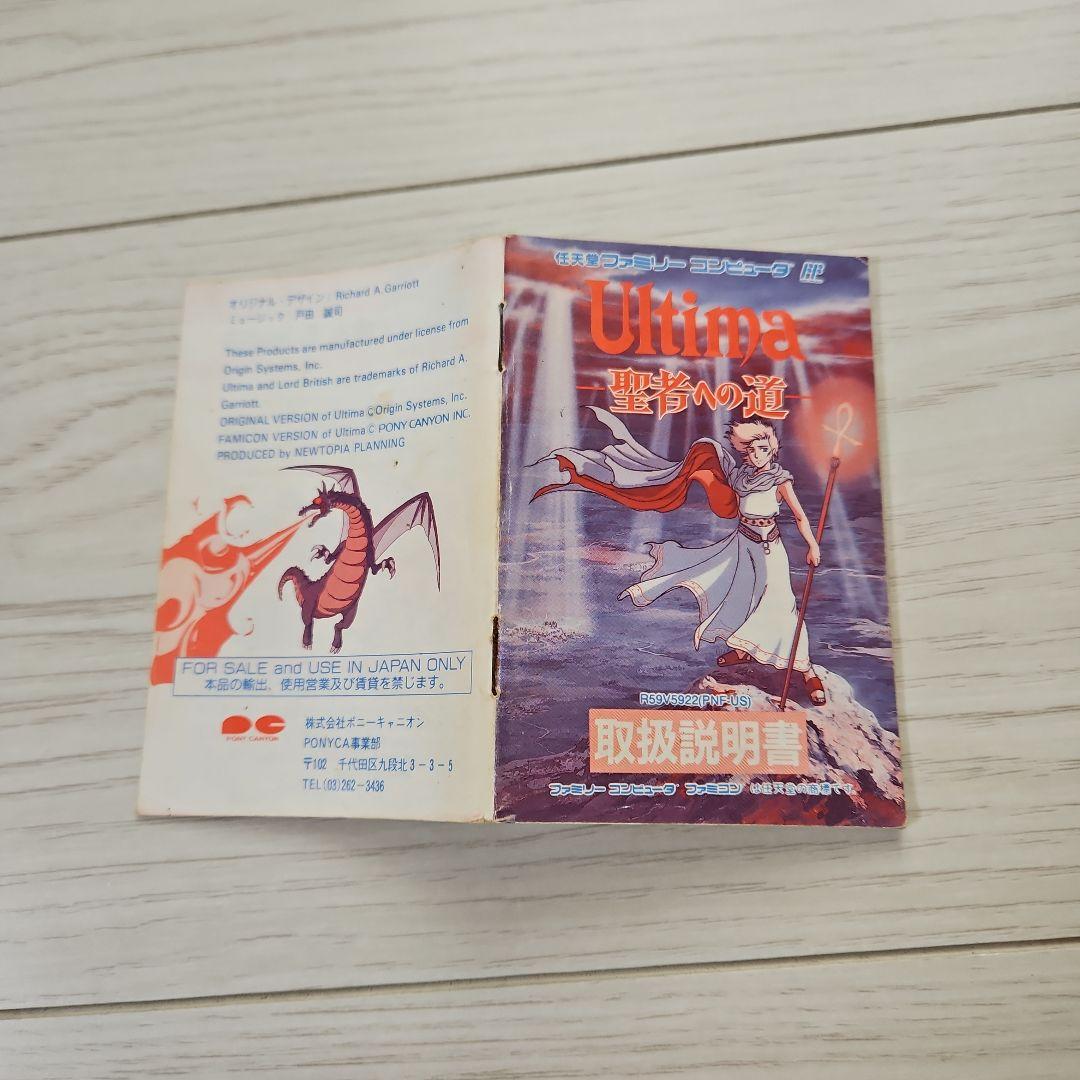 オリジナル・デザイン/Richard A. Garriott
ミュージック 戸田 誠司
These Products are manufactured under license from
Origin Systems, Inc.
Ultima and Lord British are trademarks of Richard A.
Garriott.
ORIGINAL VERSION of Ultima ©Origin Systems, Inc.
FAMICON VERSION of Ultima © PONY CANYON INC.
PRODUCED by NEWTOPIA PLANNING
FOR SALE and USE IN JAPAN ONLY
本品の輸出、使用営業及び賃貸を禁じます。
PONY CANYON
株式会社ポニーキャニオン
PONYCA事業部
〒102 千代田区九段北3-3-5
TEL(03)262-3436
任天堂 ファミリー コンピュータ
Ultima
聖者への道
R59V5922(PNF-US)
取扱説明書
ファミリー コンピュータ ファミコン は任天堂の商標です